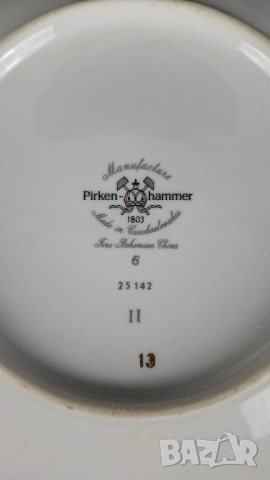 Manufacture
Pirken-hammer
1803
Made in Czechoslovakia
Fine Bohemian China
6
25142
II
13
BAZAR